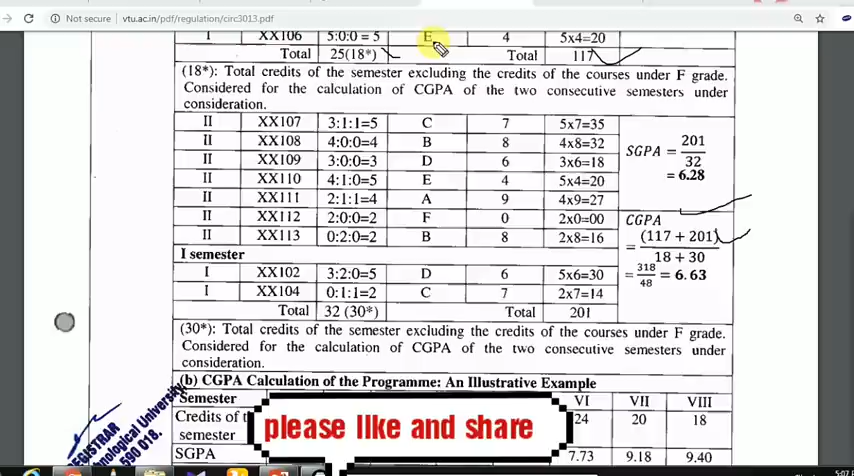 Not secure | vtu.ac.in/pdf/regulation/circ3013.pdf
I XX106 5:0:0 = 5 E 4 5x4=20
Total 25(18*) Total 117
(18*): Total credits of the semester excluding the credits of the courses under F grade.
Considered for the calculation of CGPA of the two consecutive semesters under
consideration.
II XX107 3:1:1=5 C 7 5x7=35
II XX108 4:0:0=4 B 8 4x8=32
II XX109 3:0:0=3 D 6 3x6=18
II XX110 4:1:0=5 E 4 5x4=20
II XX111 2:1:1=4 A 9 4x9=27
II XX112 2:0:0=2 F 0 2x0=00
II XX113 0:2:0=2 B 8 2x8=16
SGPA = 201
32
= 6.28
CGPA
= (117 + 201)
18 + 30
= 318
48
= 6.63
I semester
I XX102 3:2:0=5 D 6 5x6=30
I XX104 0:1:1=2 C 7 2x7=14
Total 32 (30*) Total 201
(30*): Total credits of the semester excluding the credits of the courses under F grade.
Considered for the calculation of CGPA of the two consecutive semesters under
consideration.
(b) CGPA Calculation of the Programme: An Illustrative Example
Semester VI VII VIII
Credits of 24 20 18
semester
SGPA 7.73 9.18 9.40
REGISTRAR
please lIke and share